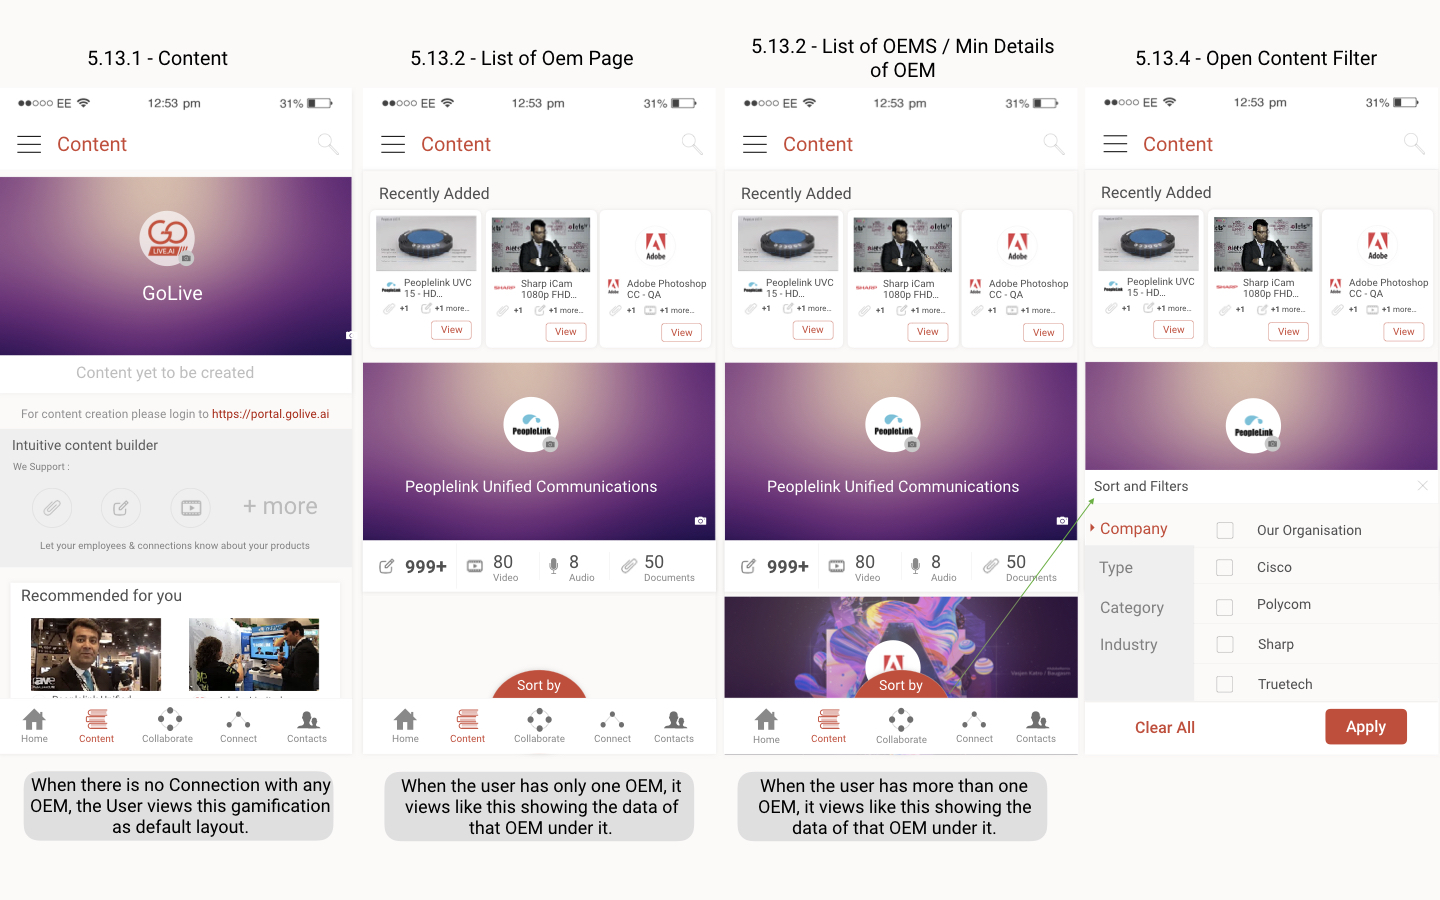 5.13.1 - Content
EE
12:53 pm
31%
Content
GO
LIVE.AI
GoLive
Content yet to be created
For content creation please login to https://portal.golive.ai
Intuitive content builder
We Support :
+ more
Let your employees & connections know about your products
Recommended for you
Home
Content
Collaborate
Connect
Contacts
When there is no Connection with any
OEM, the User views this gamification
as default layout.
5.13.2 - List of Oem Page
EE
12:53 pm
31%
Content
Recently Added
Peoplelink UVC
15 - HD...
+1
+1 more..
View
SHARP
Sharp iCam
1080p FHD...
+1
+1 more..
View
Adobe
Adobe Photoshop
CC - QA
+1
+1 more..
View
PeopleLink
Peoplelink Unified Communications
999+
80
Video
8
Audio
50
Documents
Sort by
Home
Content
Collaborate
Connect
Contacts
When the user has only one OEM, it
views like this showing the data of
that OEM under it.
5.13.2 - List of OEMS / Min Details
of OEM
EE
12:53 pm
31%
Content
Recently Added
Peoplelink UVC
15 - HD...
+1
+1 more..
View
SHARP
Sharp iCam
1080p FHD...
+1
+1 more..
View
Adobe
Adobe Photoshop
CC - QA
+1
+1 more..
View
PeopleLink
Peoplelink Unified Communications
999+
80
Video
8
Audio
50
Documents
Sort by
Home
Content
Collaborate
Connect
Contacts
When the user has more than one
OEM, it views like this showing the
data of that OEM under it.
5.13.4 - Open Content Filter
EE
12:53 pm
31%
Content
Recently Added
Peoplelink UVC
15 - HD...
+1
+1 more..
View
SHARP
Sharp iCam
1080p FHD...
+1
+1 more..
View
Adobe
Adobe Photoshop
CC - QA
+1
+1 more..
View
PeopleLink
Sort and Filters
Company
Type
Category
Industry
Our Organisation
Cisco
Polycom
Sharp
Truetech
Clear All
Apply